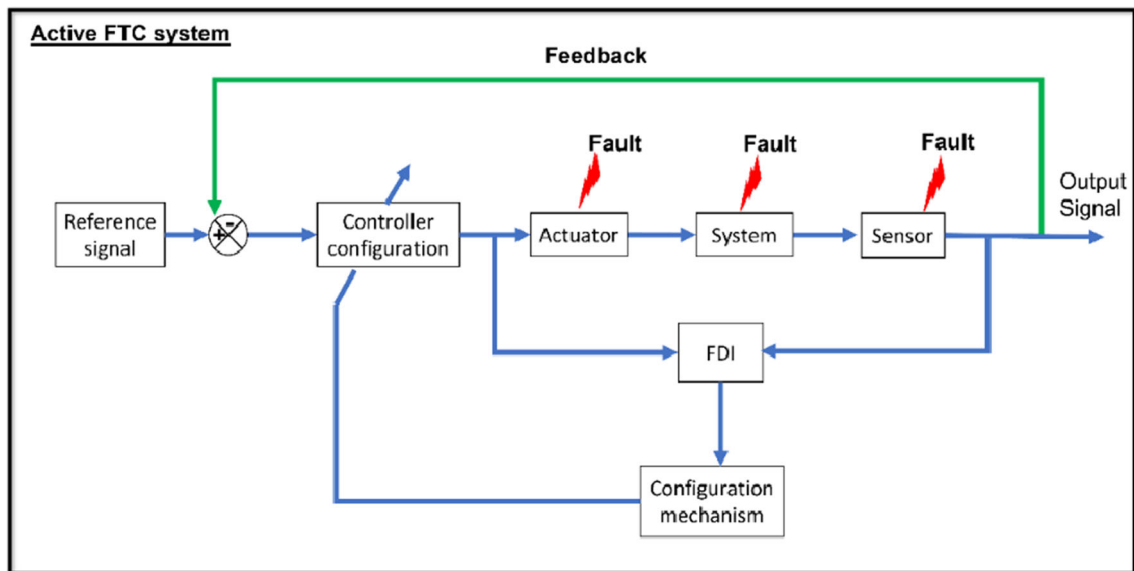 Active FTC system
Feedback
Fault
Fault
Fault
Output
Signal
Reference
signal
+
-
Controller
configuration
Actuator
System
Sensor
FDI
Configuration
mechanism